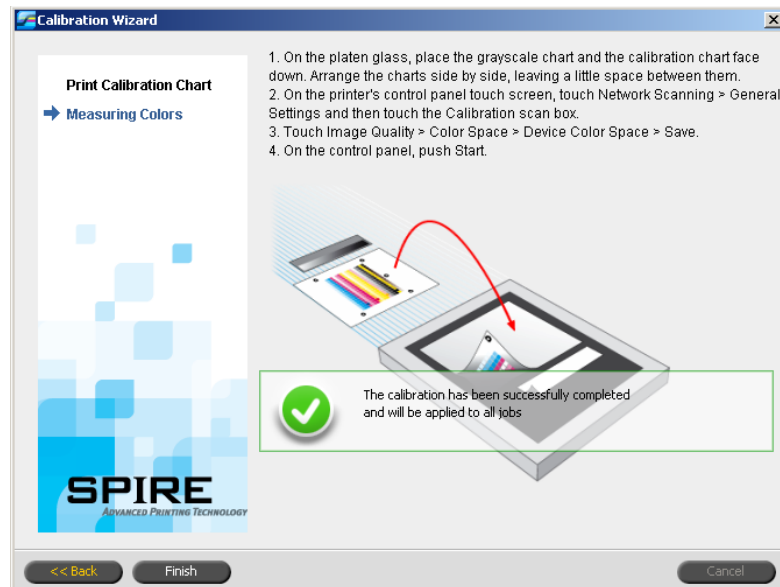 Calibration Wizard
Print Calibration Chart
Measuring Colors
1. On the platen glass, place the grayscale chart and the calibration chart face
down. Arrange the charts side by side, leaving a little space between them.
2. On the printer's control panel touch screen, touch Network Scanning > General
Settings and then touch the Calibration scan box.
3. Touch Image Quality > Color Space > Device Color Space > Save.
4. On the control panel, push Start.
The calibration has been successfully completed
and will be applied to all jobs
SPIRE
ADVANCED PRINTING TECHNOLOGY
<< Back
Finish
Cancel